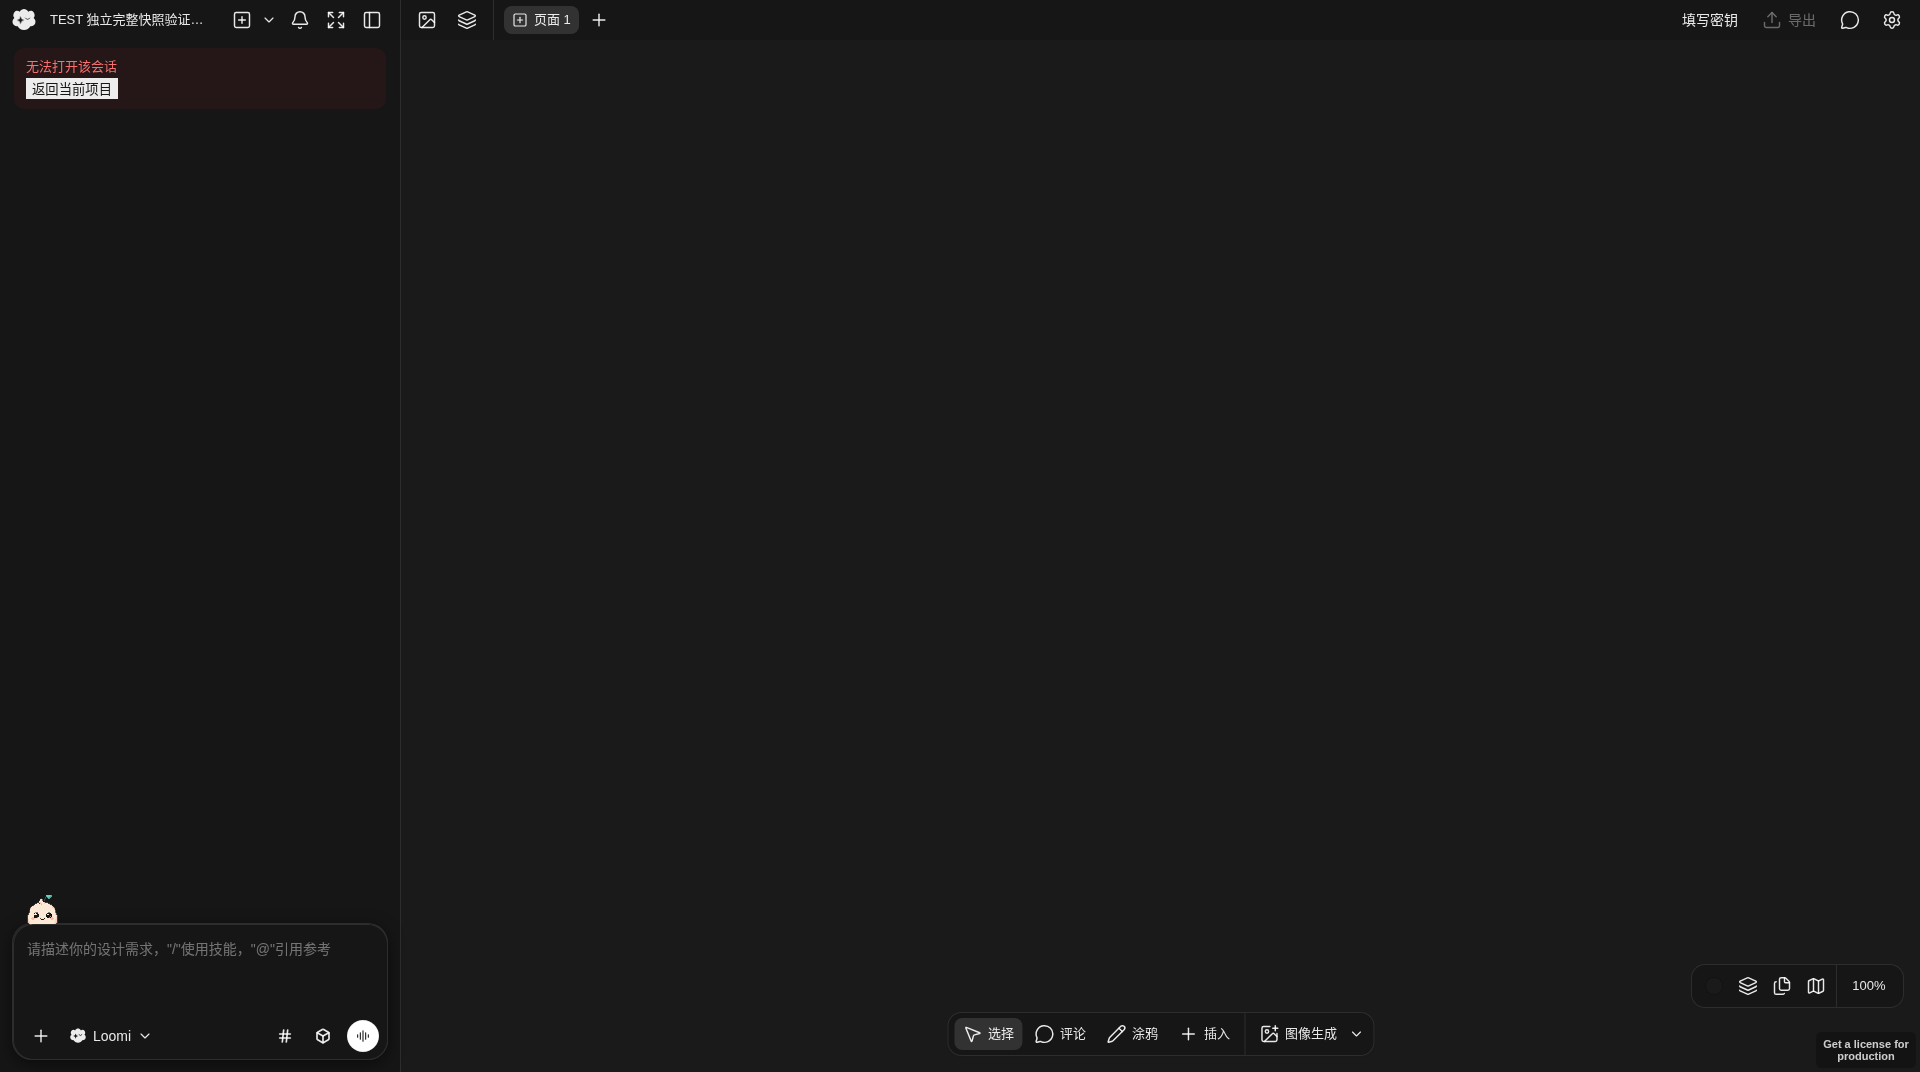 TEST 独立完整快照验证…
页面 1
填写密钥
导出
无法打开该会话
返回当前项目
请描述你的设计需求，"/"使用技能，"@"引用参考
Loomi
选择
评论
涂鸦
插入
图像生成
100%
Get a license for
production